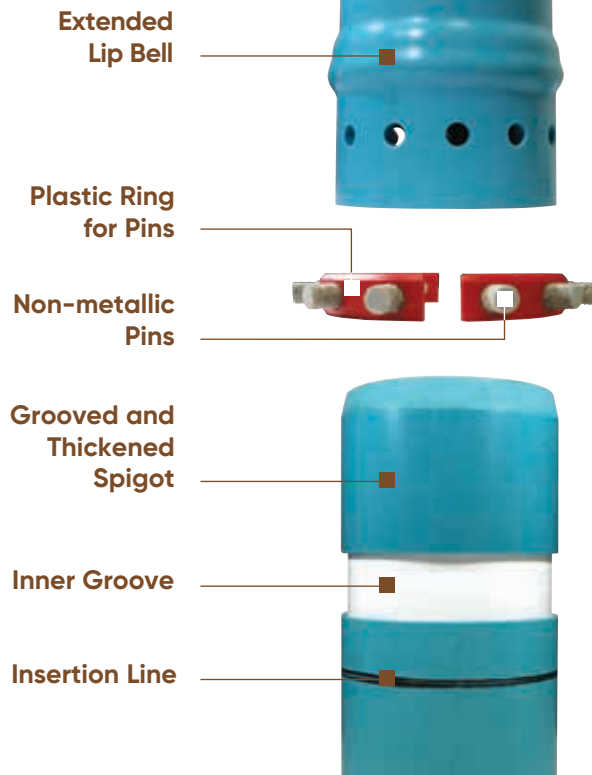 Extended
Lip Bell
Plastic Ring
for Pins
Non-metallic
Pins
Grooved and
Thickened
Spigot
Inner Groove
Insertion Line